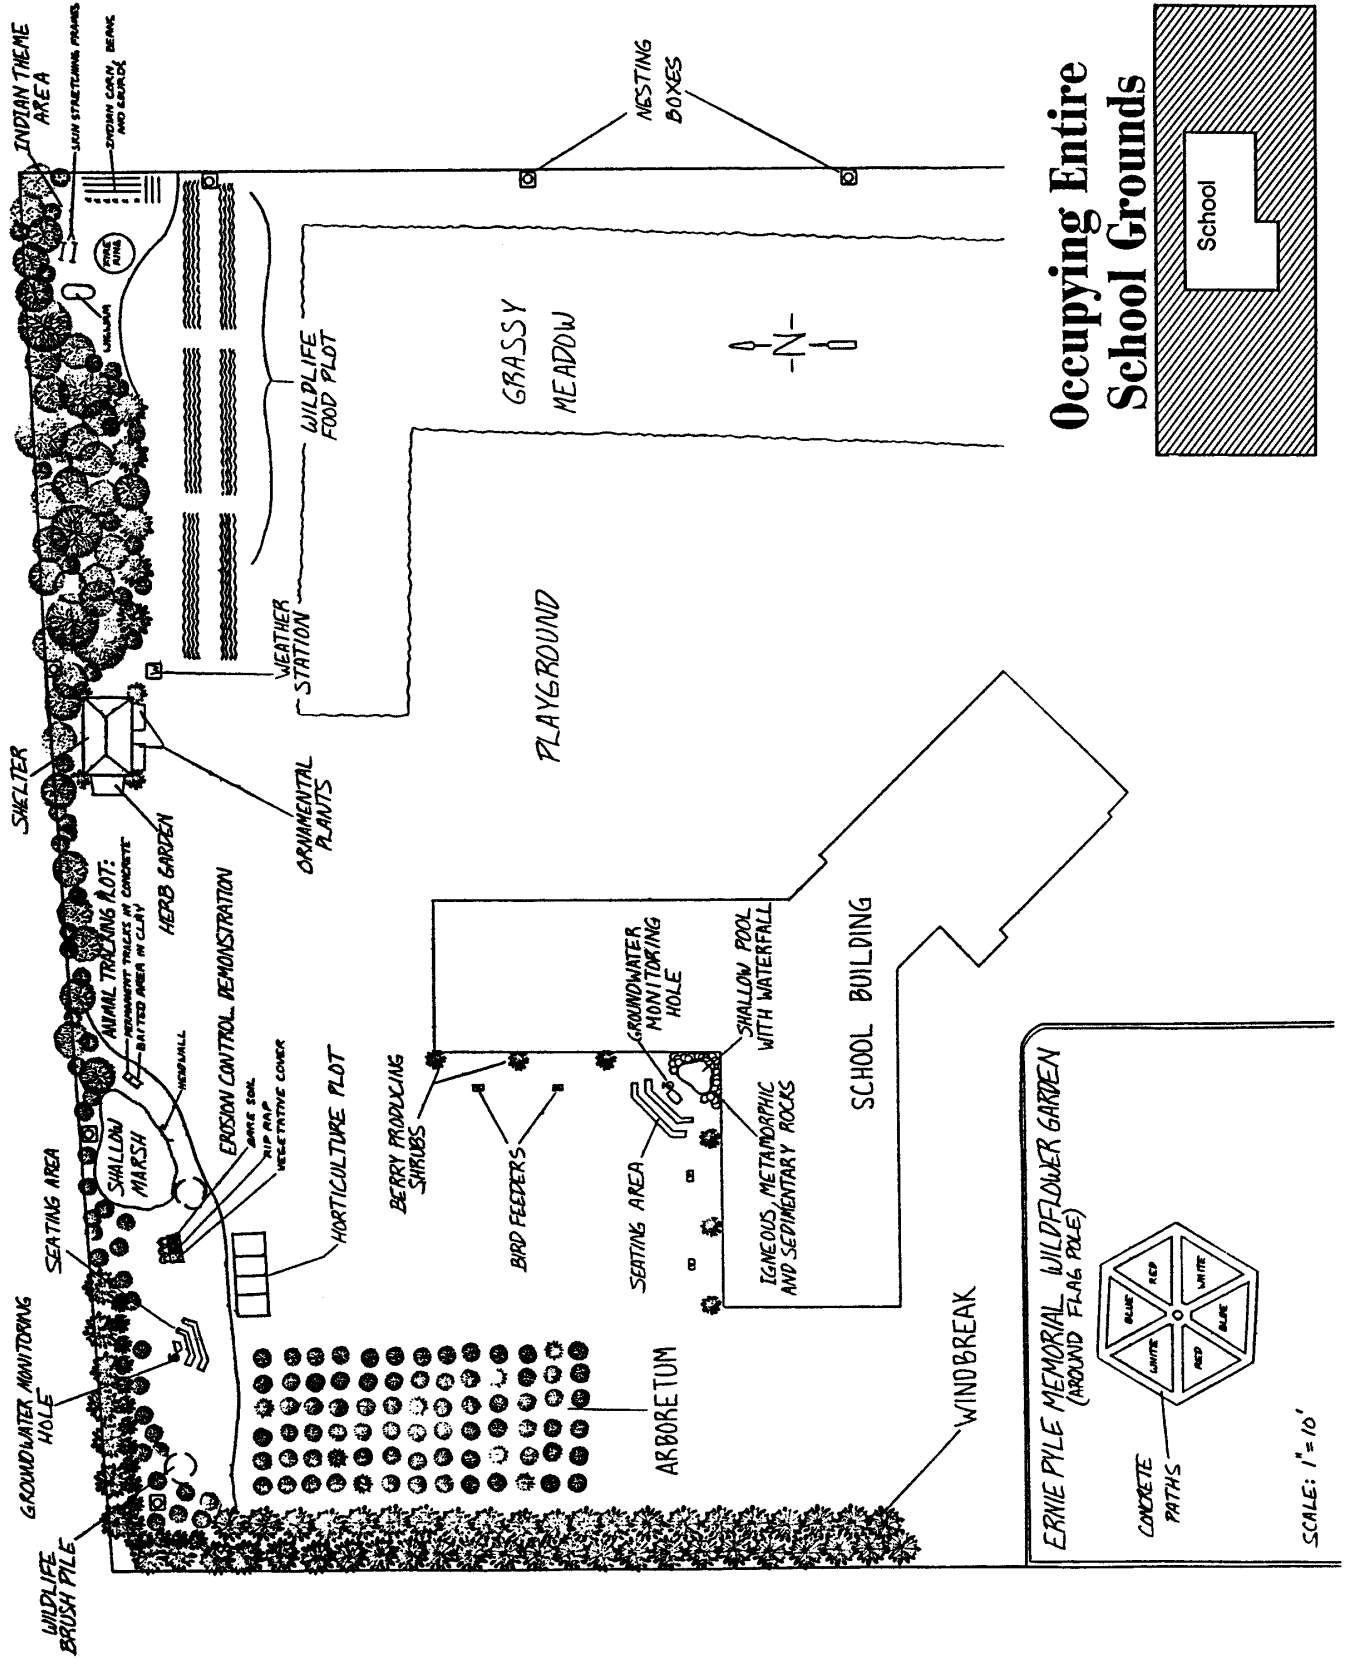 INDIAN THEME
AREA
SKIN STRETCHING FRAMES
INDIAN CORN, BEANS
AND GOURDS
FIRE
RING
WIGWAM
NESTING
BOXES
Occupying Entire
School Grounds
School
GRASSY
MEADOW
N
WILDLIFE
FOOD PLOT
WEATHER
STATION
W
PLAYGROUND
SHELTER
ORNAMENTAL
PLANTS
HERB GARDEN
ANIMAL TRACKING PLOT:
PERMANENT TRACKS IN CONCRETE
BAITED AREA IN CLAY
HEADWALL
SHALLOW
MARSH
EROSION CONTROL DEMONSTRATION
BARE SOIL
RIP RAP
VEGETATIVE COVER
HORTICULTURE PLOT
SEATING AREA
GROUNDWATER MONITORING
HOLE
WILDLIFE
BRUSH PILE
BERRY PRODUCING
SHRUBS
BIRD FEEDERS
SEATING AREA
GROUNDWATER
MONITORING
HOLE
SHALLOW POOL
WITH WATERFALL
IGNEOUS, METAMORPHIC
AND SEDIMENTARY ROCKS
SCHOOL BUILDING
ARBORETUM
WINDBREAK
ERNIE PYLE MEMORIAL WILDFLOWER GARDEN
(AROUND FLAG POLE)
BLUE
RED
WHITE
WHITE
RED
BLUE
CONCRETE
PATHS
SCALE: 1" = 10'